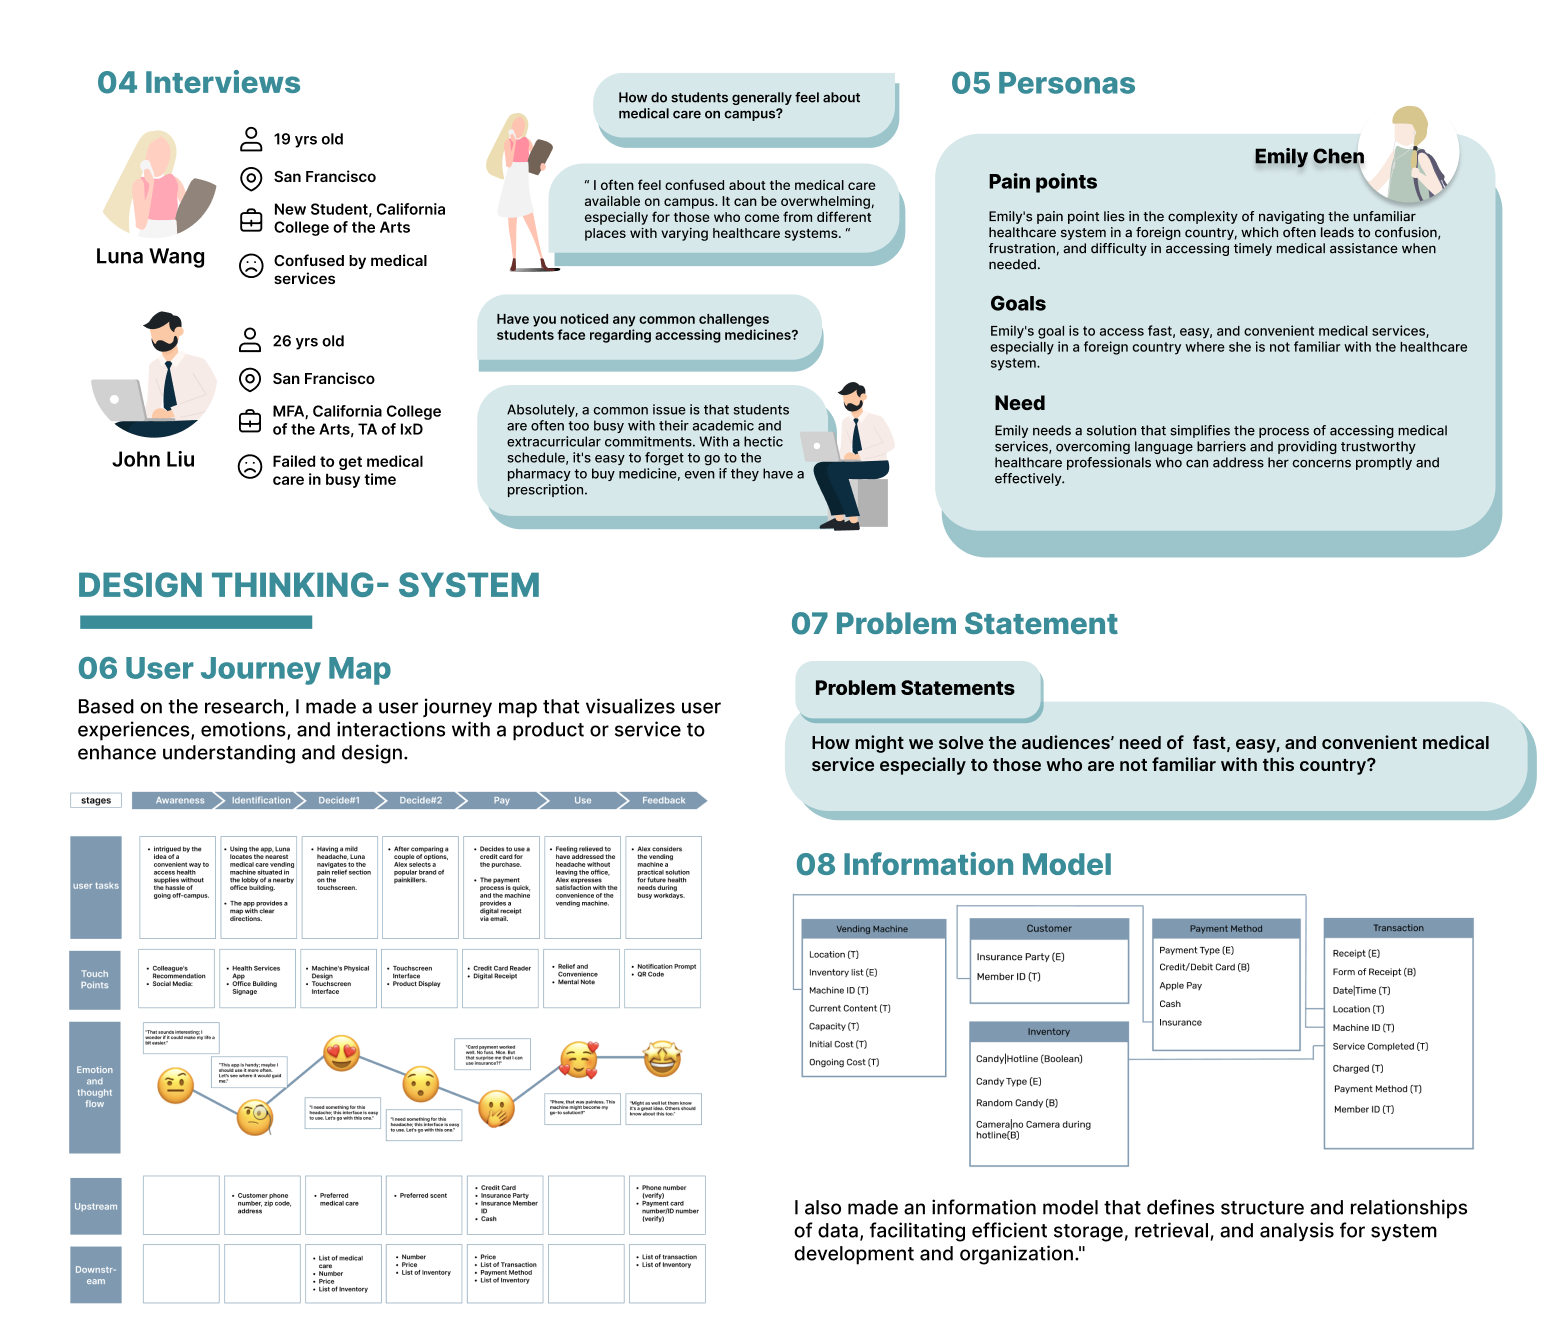 04 Interviews
19 yrs old
San Francisco
New Student, California
College of the Arts
Confused by medical
services
Luna Wang
26 yrs old
San Francisco
MFA, California College
of the Arts, TA of IxD
Failed to get medical
care in busy time
John Liu
How do students generally feel about
medical care on campus?
“ I often feel confused about the medical care
available on campus. It can be overwhelming,
especially for those who come from different
places with varying healthcare systems. “
Have you noticed any common challenges
students face regarding accessing medicines?
Absolutely, a common issue is that students
are often too busy with their academic and
extracurricular commitments. With a hectic
schedule, it's easy to forget to go to the
pharmacy to buy medicine, even if they have a
prescription.
05 Personas
Emily Chen
Pain points
Emily's pain point lies in the complexity of navigating the unfamiliar
healthcare system in a foreign country, which often leads to confusion,
frustration, and difficulty in accessing timely medical assistance when
needed.
Goals
Emily's goal is to access fast, easy, and convenient medical services,
especially in a foreign country where she is not familiar with the healthcare
system.
Need
Emily needs a solution that simplifies the process of accessing medical
services, overcoming language barriers and providing trustworthy
healthcare professionals who can address her concerns promptly and
effectively.
DESIGN THINKING- SYSTEM
06 User Journey Map
Based on the research, I made a user journey map that visualizes user
experiences, emotions, and interactions with a product or service to
enhance understanding and design.
stages
Awareness
Identification
Decide#1
Decide#2
Pay
Use
Feedback
user tasks
• intrigued by the
idea of a
convenient way to
access health
supplies without
the hassle of
going off-campus.
• Using the app, Luna
locates the nearest
medical care vending
machine situated in
the lobby of a nearby
office building.
• The app provides a
map with clear
directions.
• Having a mild
headache, Luna
navigates to the
pain relief section
on the
touchscreen.
• After comparing a
couple of options,
Alex selects a
popular brand of
painkillers.
• Decides to use a
credit card for
the purchase.
• The payment
process is quick,
and the machine
provides a
digital receipt
via email.
• Feeling relieved to
have addressed the
headache without
leaving the office,
Alex expresses
satisfaction with the
convenience of the
vending machine.
• Alex considers
the vending
machine a
practical solution
for future health
needs during
busy workdays.
Touch
Points
• Colleague's
Recommendation
• Social Media:
• Health Services
App
• Office Building
Signage
• Machine's Physical
Design
• Touchscreen
Interface
• Touchscreen
Interface
• Product Display
• Credit Card Reader
• Digital Receipt
• Relief and
Convenience
• Mental Note
• Notification Prompt
• QR Code
Emotion
and
thought
flow
"That sounds interesting; I
wonder if it could make my life a
bit easier."
"This app is handy; maybe I
should use it more often.
Let's see where it would guid
me."
"I need something for this
headache; this interface is easy
to use. Let's go with this one."
"I need something for this
headache; this interface is easy
to use. Let's go with this one."
"Card payment worked
well. No fuss. Nice. But
that surprise me that I can
use insurance?!"
"Phew, that was painless. This
machine might become my
go-to solution!!"
"Might as well let them know
it's a great idea. Others should
know about this too."
Upstream
• Customer phone
number, zip code,
address
• Preferred
medical care
• Preferred scent
• Credit Card
• Insurance Party
• Insurance Member
ID
• Cash
• Phone number
(verify)
• Payment card
number/ID number
(verify)
Downstr-
eam
• List of medical
care
• Number
• Price
• List of Inventory
• Number
• Price
• List of Inventory
• Price
• List of Transaction
• Payment Method
• List of Inventory
• List of transaction
• List of Inventory
07 Problem Statement
Problem Statements
How might we solve the audiences’ need of  fast, easy, and convenient medical
service especially to those who are not familiar with this country?
08 Information Model
Vending Machine
Location (T)
Inventory list (E)
Machine ID (T)
Current Content (T)
Capacity (T)
Initial Cost (T)
Ongoing Cost (T)
Customer
Insurance Party (E)
Member ID (T)
Inventory
Candy|Hotline (Boolean)
Candy Type (E)
Random Candy (B)
Camera|no Camera during
hotline(B)
Payment Method
Payment Type (E)
Credit/Debit Card (B)
Apple Pay
Cash
Insurance
Transaction
Receipt (E)
Form of Receipt (B)
Date|Time (T)
Location (T)
Machine ID (T)
Service Completed (T)
Charged (T)
Payment Method (T)
Member ID (T)
I also made an information model that defines structure and relationships
of data, facilitating efficient storage, retrieval, and analysis for system
development and organization."